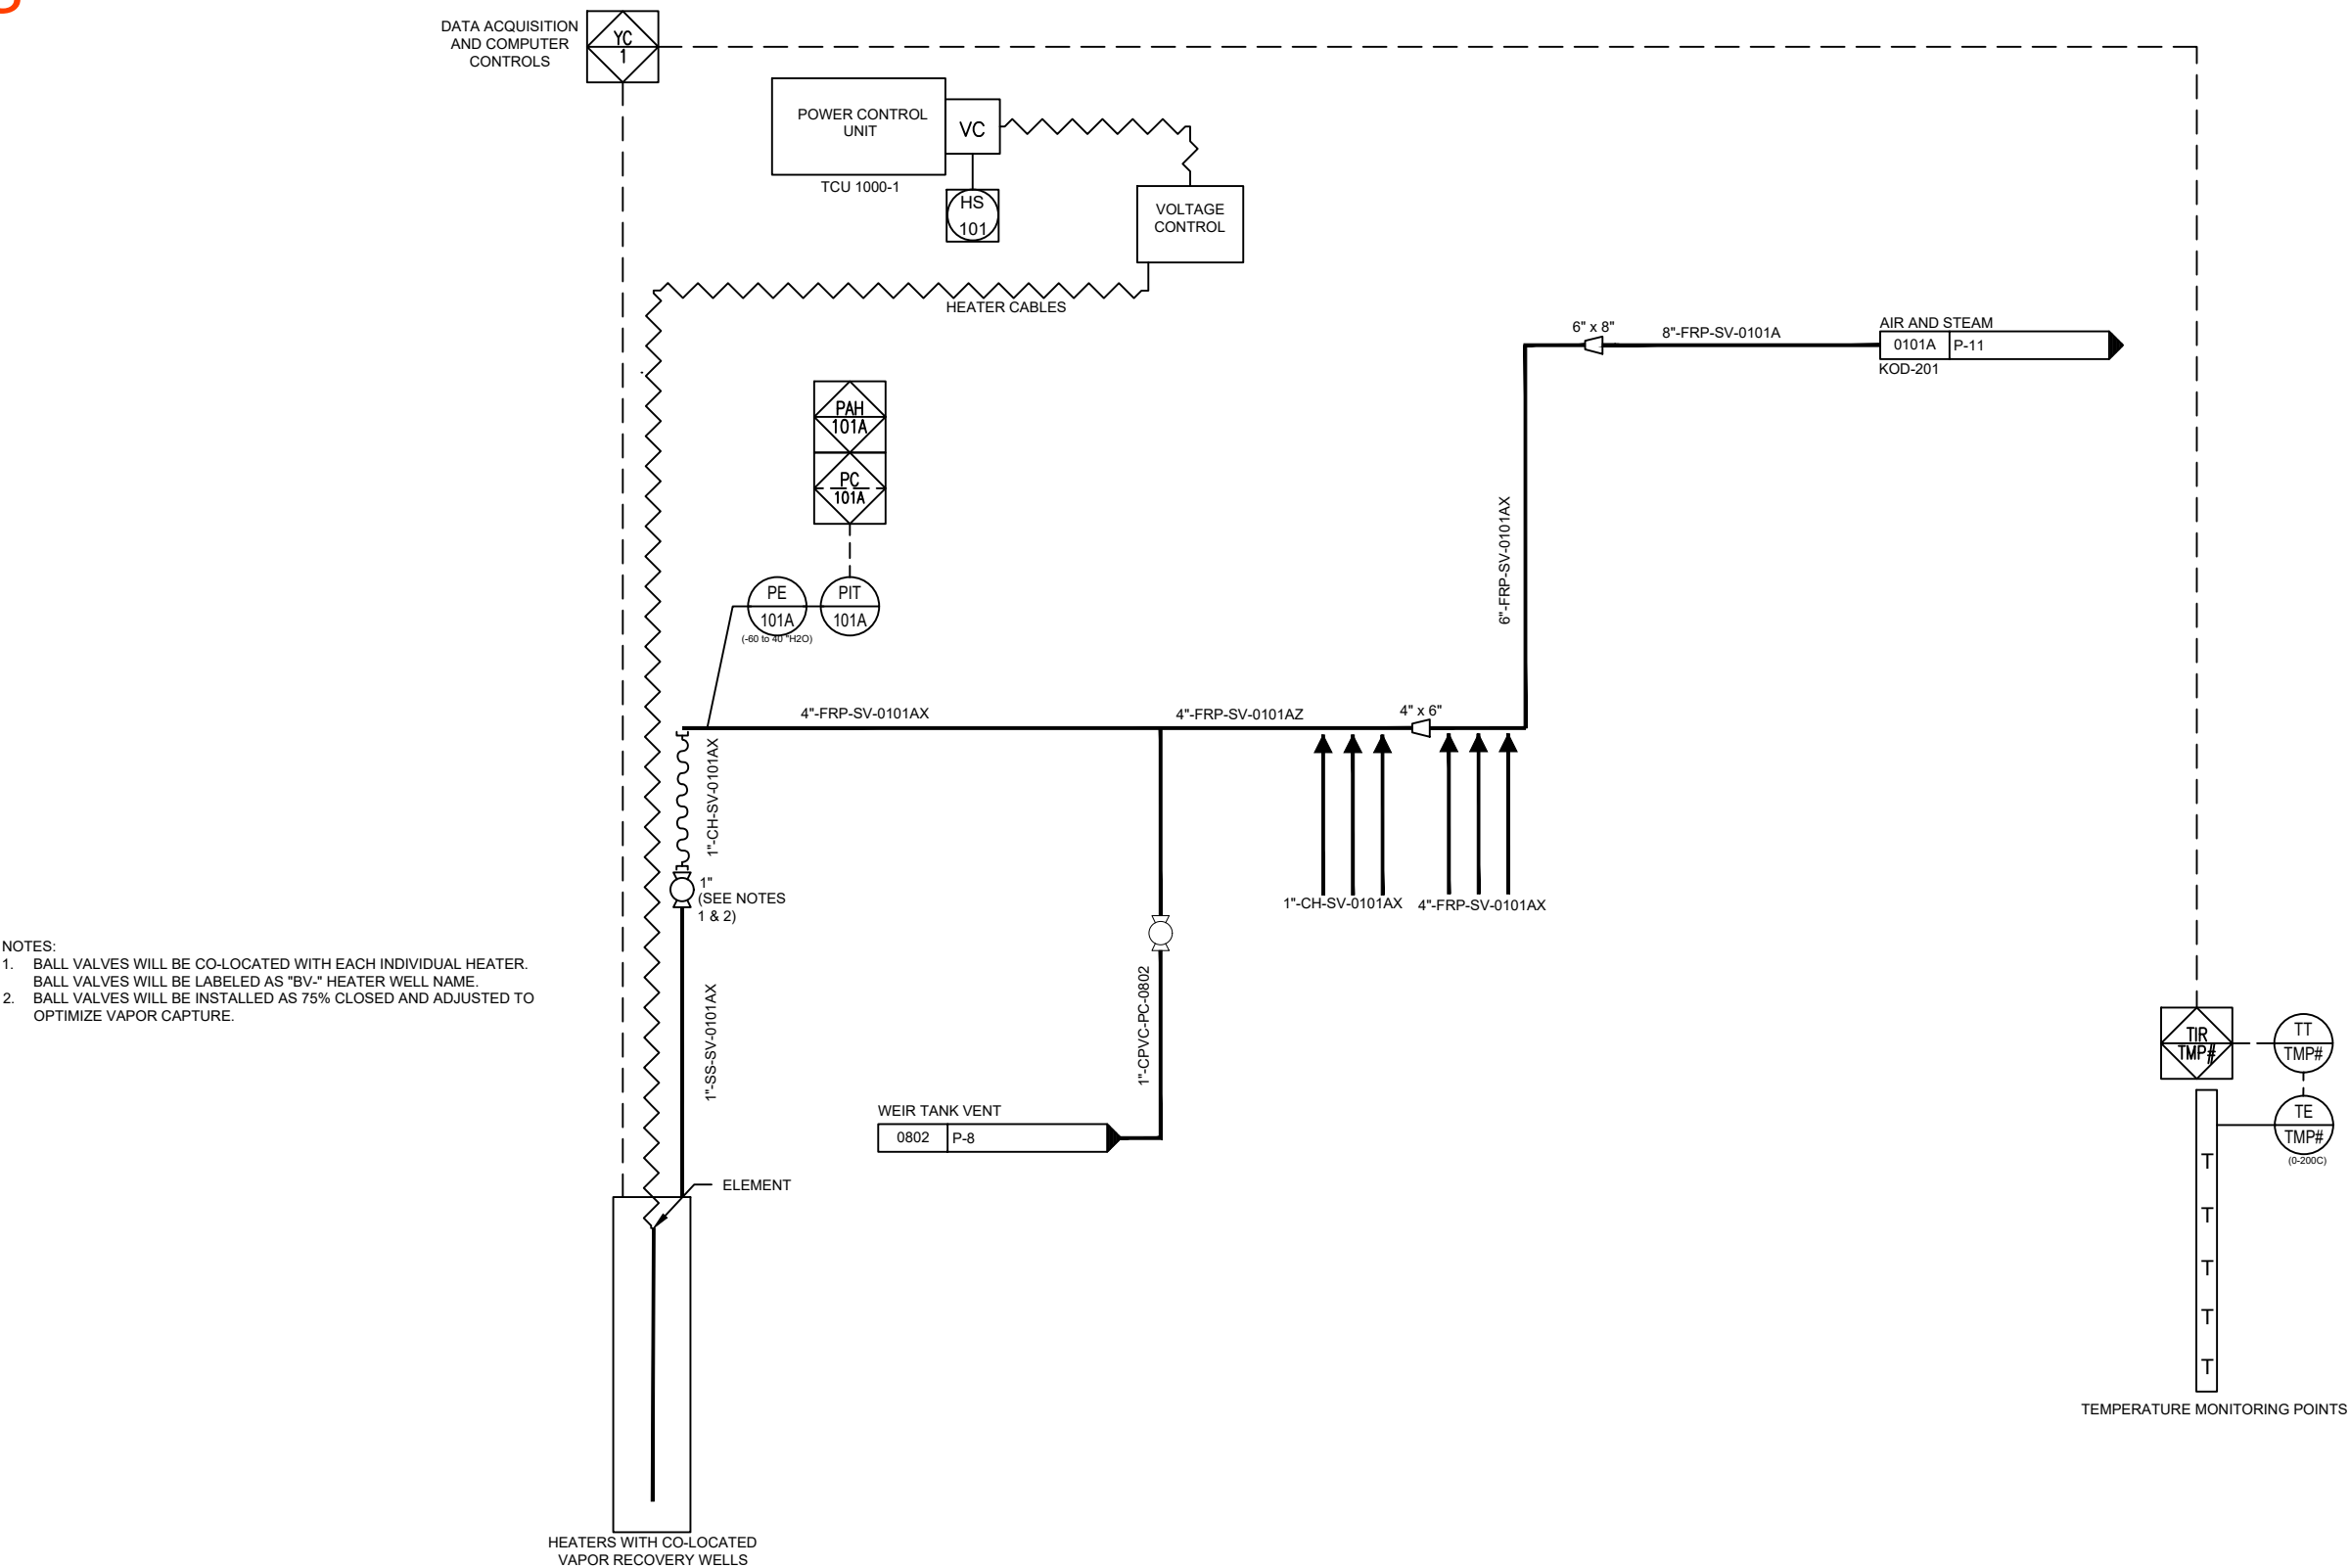 DATA ACQUISITION
AND COMPUTER
CONTROLS
YC
1
POWER CONTROL
UNIT
VC
TCU 1000-1
HS
101
VOLTAGE
CONTROL
HEATER CABLES
6" x 8"
8"-FRP-SV-0101A
AIR AND STEAM
0101A P-11
KOD-201
PAH
101A
PC
101A
6"-FRP-SV-0101AX
PE
101A
(-60 to 40 "H2O)
PIT
101A
4"-FRP-SV-0101AX
4"-FRP-SV-0101AZ
4" x 6"
1"-CH-SV-0101AX
1"
(SEE NOTES
1 & 2)
1"-CH-SV-0101AX
4"-FRP-SV-0101AX
NOTES:
1. BALL VALVES WILL BE CO-LOCATED WITH EACH INDIVIDUAL HEATER.
BALL VALVES WILL BE LABELED AS "BV-" HEATER WELL NAME.
2. BALL VALVES WILL BE INSTALLED AS 75% CLOSED AND ADJUSTED TO
OPTIMIZE VAPOR CAPTURE.
1"-SS-SV-0101AX
1"-CPVC-PC-0802
WEIR TANK VENT
0802 P-8
ELEMENT
TIR
TMP#
TT
TMP#
TE
TMP#
(0-200C)
T
T
T
T
T
TEMPERATURE MONITORING POINTS
HEATERS WITH CO-LOCATED
VAPOR RECOVERY WELLS